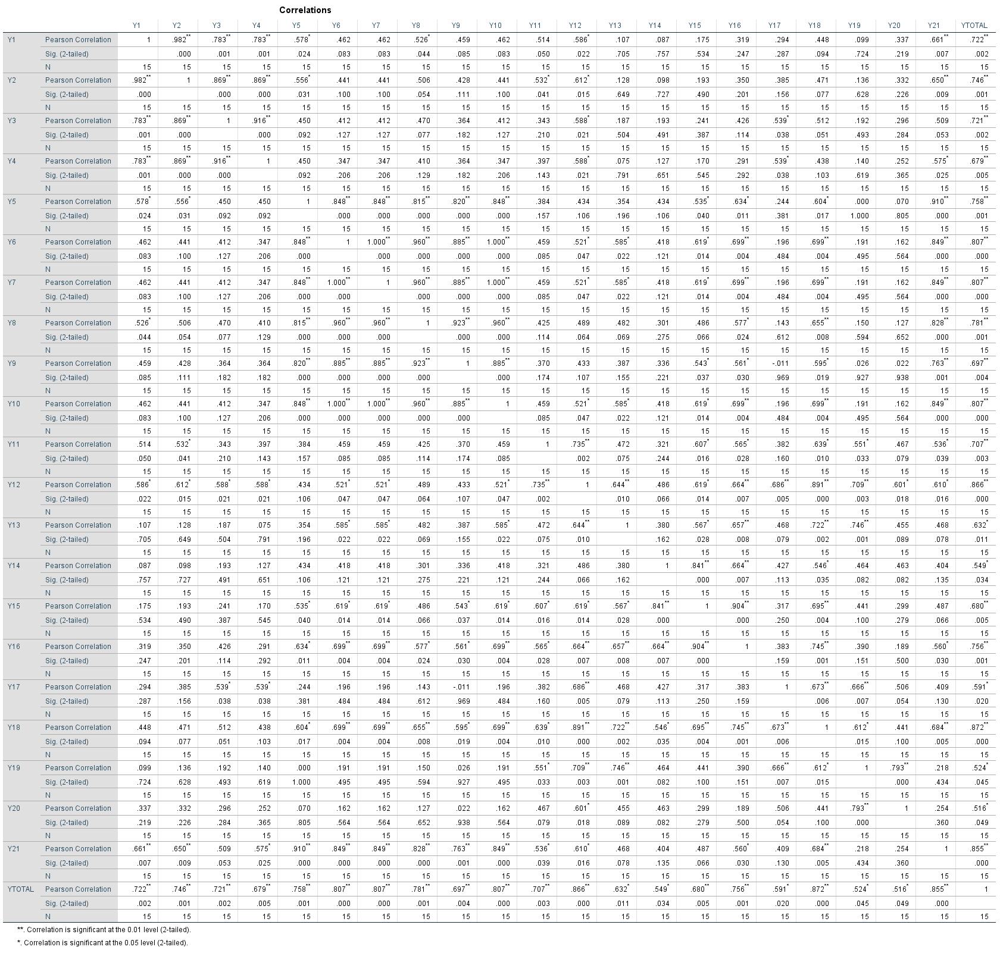 Correlations
Y1 Y2 Y3 Y4 Y5 Y6 Y7 Y8 Y9 Y10 Y11 Y12 Y13 Y14 Y15 Y16 Y17 Y18 Y19 Y20 Y21 YTOTAL
Y1 Pearson Correlation 1 .982** .783** .783** .578* .462 .462 .526* .459 .462 .514 .586* .107 .087 .175 .319 .294 .448 .099 .337 .661** .722**
Sig. (2-tailed) .000 .001 .001 .024 .083 .083 .044 .085 .083 .050 .022 .705 .757 .534 .247 .287 .094 .724 .219 .007 .002
N 15 15 15 15 15 15 15 15 15 15 15 15 15 15 15 15 15 15 15 15 15 15
Y2 Pearson Correlation .982** 1 .869** .869** .556* .441 .441 .506 .428 .441 .532* .612* .128 .098 .193 .350 .385 .471 .136 .332 .650** .746**
Sig. (2-tailed) .000 .000 .000 .031 .100 .100 .054 .111 .100 .041 .015 .649 .727 .490 .201 .156 .077 .628 .226 .009 .001
N 15 15 15 15 15 15 15 15 15 15 15 15 15 15 15 15 15 15 15 15 15 15
Y3 Pearson Correlation .783** .869** 1 .916** .450 .412 .412 .470 .364 .412 .343 .588* .187 .193 .241 .426 .539* .512 .192 .296 .509 .721**
Sig. (2-tailed) .001 .000 .000 .092 .127 .127 .077 .182 .127 .210 .021 .504 .491 .387 .114 .038 .051 .493 .284 .053 .002
N 15 15 15 15 15 15 15 15 15 15 15 15 15 15 15 15 15 15 15 15 15 15
Y4 Pearson Correlation .783** .869** .916** 1 .450 .347 .347 .410 .364 .347 .397 .588* .075 .127 .170 .291 .539* .438 .140 .252 .575* .679**
Sig. (2-tailed) .001 .000 .000 .092 .206 .206 .129 .182 .206 .143 .021 .791 .651 .545 .292 .038 .103 .619 .365 .025 .005
N 15 15 15 15 15 15 15 15 15 15 15 15 15 15 15 15 15 15 15 15 15 15
Y5 Pearson Correlation .578* .556* .450 .450 1 .848** .848** .815** .820** .848** .384 .434 .354 .434 .535* .634* .244 .604* .000 .070 .910** .758**
Sig. (2-tailed) .024 .031 .092 .092 .000 .000 .000 .000 .000 .157 .106 .196 .106 .040 .011 .381 .017 1.000 .805 .000 .001
N 15 15 15 15 15 15 15 15 15 15 15 15 15 15 15 15 15 15 15 15 15 15
Y6 Pearson Correlation .462 .441 .412 .347 .848** 1 1.000** .960** .885** 1.000** .459 .521* .585* .418 .619* .699** .196 .699** .191 .162 .849** .807**
Sig. (2-tailed) .083 .100 .127 .206 .000 .000 .000 .000 .000 .085 .047 .022 .121 .014 .004 .484 .004 .495 .564 .000 .000
N 15 15 15 15 15 15 15 15 15 15 15 15 15 15 15 15 15 15 15 15 15 15
Y7 Pearson Correlation .462 .441 .412 .347 .848** 1.000** 1 .960** .885** 1.000** .459 .521* .585* .418 .619* .699** .196 .699** .191 .162 .849** .807**
Sig. (2-tailed) .083 .100 .127 .206 .000 .000 .000 .000 .000 .085 .047 .022 .121 .014 .004 .484 .004 .495 .564 .000 .000
N 15 15 15 15 15 15 15 15 15 15 15 15 15 15 15 15 15 15 15 15 15 15
Y8 Pearson Correlation .526* .506 .470 .410 .815** .960** .960** 1 .923** .960** .425 .489 .482 .301 .486 .577* .143 .655** .150 .127 .828** .781**
Sig. (2-tailed) .044 .054 .077 .129 .000 .000 .000 .000 .000 .114 .064 .069 .275 .066 .024 .612 .008 .594 .652 .000 .001
N 15 15 15 15 15 15 15 15 15 15 15 15 15 15 15 15 15 15 15 15 15 15
Y9 Pearson Correlation .459 .428 .364 .364 .820** .885** .885** .923** 1 .885** .370 .433 .387 .336 .543* .561* -.011 .595* .026 .022 .763** .697**
Sig. (2-tailed) .085 .111 .182 .182 .000 .000 .000 .000 .000 .174 .107 .155 .221 .037 .030 .969 .019 .927 .938 .001 .004
N 15 15 15 15 15 15 15 15 15 15 15 15 15 15 15 15 15 15 15 15 15 15
Y10 Pearson Correlation .462 .441 .412 .347 .848** 1.000** 1.000** .960** .885** 1 .459 .521* .585* .418 .619* .699** .196 .699** .191 .162 .849** .807**
Sig. (2-tailed) .083 .100 .127 .206 .000 .000 .000 .000 .000 .085 .047 .022 .121 .014 .004 .484 .004 .495 .564 .000 .000
N 15 15 15 15 15 15 15 15 15 15 15 15 15 15 15 15 15 15 15 15 15 15
Y11 Pearson Correlation .514 .532* .343 .397 .384 .459 .459 .425 .370 .459 1 .735** .472 .321 .607* .565* .382 .639* .551* .467 .536* .707**
Sig. (2-tailed) .050 .041 .210 .143 .157 .085 .085 .114 .174 .085 .002 .075 .244 .016 .028 .160 .010 .033 .079 .039 .003
N 15 15 15 15 15 15 15 15 15 15 15 15 15 15 15 15 15 15 15 15 15 15
Y12 Pearson Correlation .586* .612* .588* .588* .434 .521* .521* .489 .433 .521* .735** 1 .644** .486 .619* .664** .686** .891** .709** .601* .610* .866**
Sig. (2-tailed) .022 .015 .021 .021 .106 .047 .047 .064 .107 .047 .002 .010 .066 .014 .007 .005 .000 .003 .018 .016 .000
N 15 15 15 15 15 15 15 15 15 15 15 15 15 15 15 15 15 15 15 15 15 15
Y13 Pearson Correlation .107 .128 .187 .075 .354 .585* .585* .482 .387 .585* .472 .644** 1 .380 .567* .657** .468 .722** .746** .455 .468 .632*
Sig. (2-tailed) .705 .649 .504 .791 .196 .022 .022 .069 .155 .022 .075 .010 .162 .028 .008 .079 .002 .001 .089 .078 .011
N 15 15 15 15 15 15 15 15 15 15 15 15 15 15 15 15 15 15 15 15 15 15
Y14 Pearson Correlation .087 .098 .193 .127 .434 .418 .418 .301 .336 .418 .321 .486 .380 1 .841** .664** .427 .546* .464 .463 .404 .549*
Sig. (2-tailed) .757 .727 .491 .651 .106 .121 .121 .275 .221 .121 .244 .066 .162 .000 .007 .113 .035 .082 .082 .135 .034
N 15 15 15 15 15 15 15 15 15 15 15 15 15 15 15 15 15 15 15 15 15 15
Y15 Pearson Correlation .175 .193 .241 .170 .535* .619* .619* .486 .543* .619* .607* .619* .567* .841** 1 .904** .317 .695** .441 .299 .487 .680**
Sig. (2-tailed) .534 .490 .387 .545 .040 .014 .014 .066 .037 .014 .016 .014 .028 .000 .000 .250 .004 .100 .279 .066 .005
N 15 15 15 15 15 15 15 15 15 15 15 15 15 15 15 15 15 15 15 15 15 15
Y16 Pearson Correlation .319 .350 .426 .291 .634* .699** .699** .577* .561* .699** .565* .664** .657** .664** .904** 1 .383 .745** .390 .189 .560* .756**
Sig. (2-tailed) .247 .201 .114 .292 .011 .004 .004 .024 .030 .004 .028 .007 .008 .007 .000 .159 .001 .151 .500 .030 .001
N 15 15 15 15 15 15 15 15 15 15 15 15 15 15 15 15 15 15 15 15 15 15
Y17 Pearson Correlation .294 .385 .539* .539* .244 .196 .196 .143 -.011 .196 .382 .686** .468 .427 .317 .383 1 .673** .666** .506 .409 .591*
Sig. (2-tailed) .287 .156 .038 .038 .381 .484 .484 .612 .969 .484 .160 .005 .079 .113 .250 .159 .006 .007 .054 .130 .020
N 15 15 15 15 15 15 15 15 15 15 15 15 15 15 15 15 15 15 15 15 15 15
Y18 Pearson Correlation .448 .471 .512 .438 .604* .699** .699** .655** .595* .699** .639* .891** .722** .546* .695** .745** .673** 1 .612* .441 .684** .872**
Sig. (2-tailed) .094 .077 .051 .103 .017 .004 .004 .008 .019 .004 .010 .000 .002 .035 .004 .001 .006 .015 .100 .005 .000
N 15 15 15 15 15 15 15 15 15 15 15 15 15 15 15 15 15 15 15 15 15 15
Y19 Pearson Correlation .099 .136 .192 .140 .000 .191 .191 .150 .026 .191 .551* .709** .746** .464 .441 .390 .666** .612* 1 .793** .218 .524*
Sig. (2-tailed) .724 .628 .493 .619 1.000 .495 .495 .594 .927 .495 .033 .003 .001 .082 .100 .151 .007 .015 .000 .434 .045
N 15 15 15 15 15 15 15 15 15 15 15 15 15 15 15 15 15 15 15 15 15 15
Y20 Pearson Correlation .337 .332 .296 .252 .070 .162 .162 .127 .022 .162 .467 .601* .455 .463 .299 .189 .506 .441 .793** 1 .254 .516*
Sig. (2-tailed) .219 .226 .284 .365 .805 .564 .564 .652 .938 .564 .079 .018 .089 .082 .279 .500 .054 .100 .000 .360 .049
N 15 15 15 15 15 15 15 15 15 15 15 15 15 15 15 15 15 15 15 15 15 15
Y21 Pearson Correlation .661** .650** .509 .575* .910** .849** .849** .828** .763** .849** .536* .610* .468 .404 .487 .560* .409 .684** .218 .254 1 .855**
Sig. (2-tailed) .007 .009 .053 .025 .000 .000 .000 .000 .001 .000 .039 .016 .078 .135 .066 .030 .130 .005 .434 .360 .000
N 15 15 15 15 15 15 15 15 15 15 15 15 15 15 15 15 15 15 15 15 15 15
YTOTAL Pearson Correlation .722** .746** .721** .679** .758** .807** .807** .781** .697** .807** .707** .866** .632* .549* .680** .756** .591* .872** .524* .516* .855** 1
Sig. (2-tailed) .002 .001 .002 .005 .001 .000 .000 .001 .004 .000 .003 .000 .011 .034 .005 .001 .020 .000 .045 .049 .000
N 15 15 15 15 15 15 15 15 15 15 15 15 15 15 15 15 15 15 15 15 15 15
**. Correlation is significant at the 0.01 level (2-tailed).
*. Correlation is significant at the 0.05 level (2-tailed).